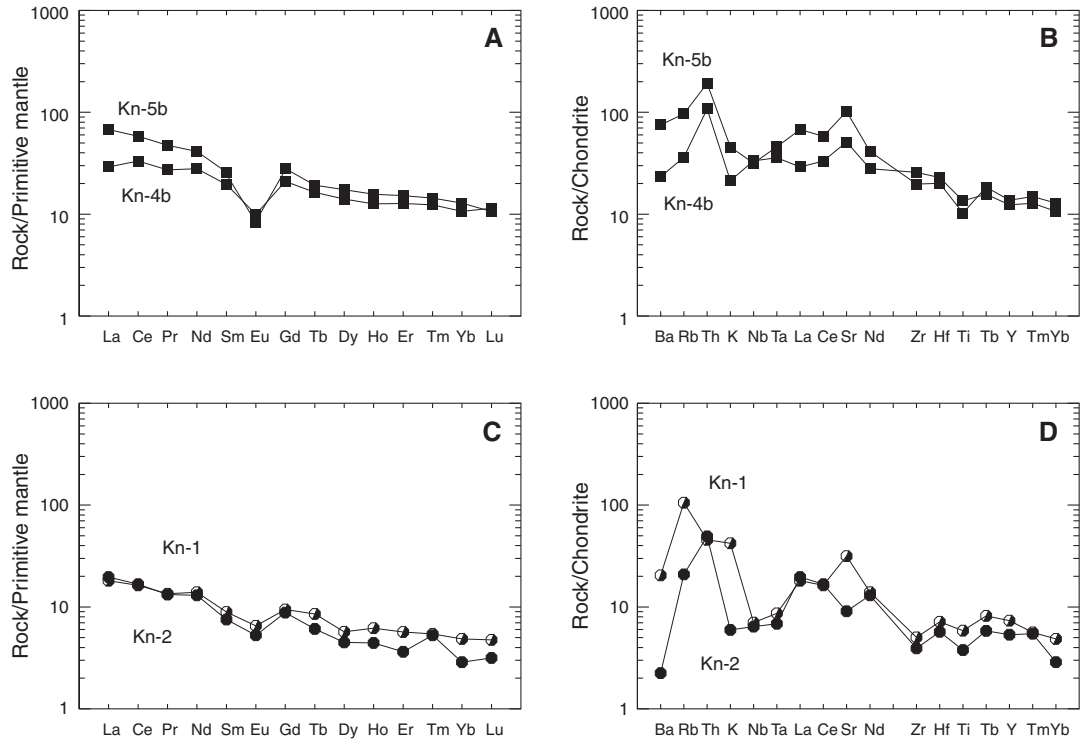 1000
100
10
1
Rock/Primitive mantle
A
Kn-5b
Kn-4b
La Ce Pr Nd Sm Eu Gd Tb Dy Ho Er Tm Yb Lu
1000
100
10
1
Rock/Chondrite
B
Kn-5b
Kn-4b
Ba Rb Th K Nb Ta La Ce Sr Nd Zr Hf Ti Tb Y Tm Yb
1000
100
10
1
Rock/Primitive mantle
C
Kn-1
Kn-2
La Ce Pr Nd Sm Eu Gd Tb Dy Ho Er Tm Yb Lu
1000
100
10
1
Rock/Chondrite
D
Kn-1
Kn-2
Ba Rb Th K Nb Ta La Ce Sr Nd Zr Hf Ti Tb Y Tm Yb